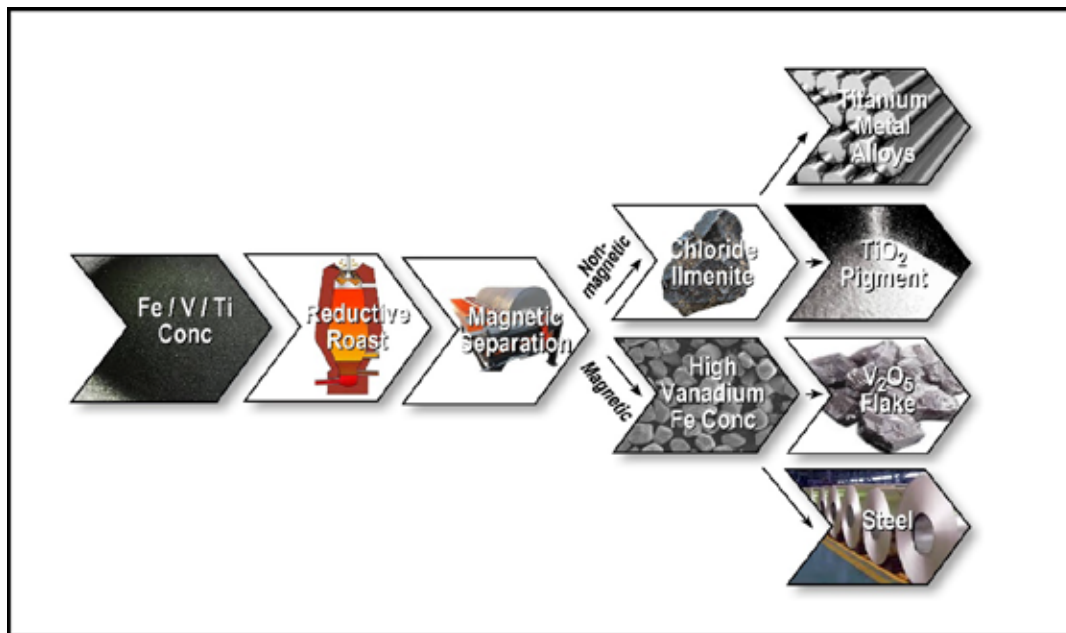 Fe / V / Ti
Conc
Reductive
Roast
Magnetic
Separation
Non-
magnetic
Magnetic
Chloride
Ilmenite
High
Vanadium
Fe Conc
Titanium
Metal
Alloys
TiO₂
Pigment
V₂O₅
Flake
Steel